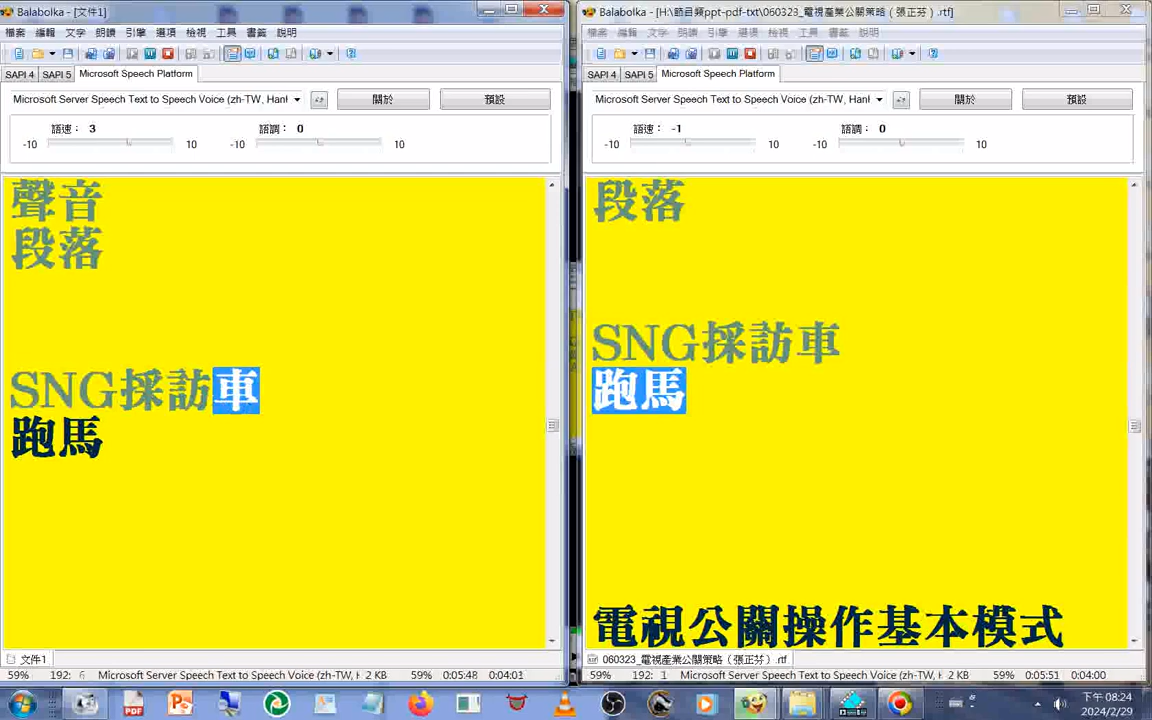 Balabolka - [文件1]
檔案 編輯 文字 朗讀 引擎 選項 檢視 工具 書籤 說明
SAPI 4 SAPI 5 Microsoft Speech Platform
Microsoft Server Speech Text to Speech Voice (zh-TW, Hanl 關於 預設
語速： 3 語調： 0
-10 10 -10 10
聲音
段落
SNG採訪車
跑馬
文件1
59% 192: 6 Microsoft Server Speech Text to Speech Voice (zh-TW, H 2 KB 0:05:48 0:04:01
Balabolka - [H:\節目頻ppt-pdf-txt\060323_電視產業公關策略（張正芬）.rtf]
檔案 編輯 文字 朗讀 引擎 選項 檢視 工具 書籤 說明
SAPI 4 SAPI 5 Microsoft Speech Platform
Microsoft Server Speech Text to Speech Voice (zh-TW, Hanl 關於 預設
語速： -1 語調： 0
-10 10 -10 10
段落
SNG採訪車
跑馬
電視公關操作基本模式
060323_電視產業公關策略（張正芬）.rtf
59% 192: 1 Microsoft Server Speech Text to Speech Voice (zh-TW, H 2 KB 59% 0:05:51 0:04:00
下午 08:24
2024/2/29